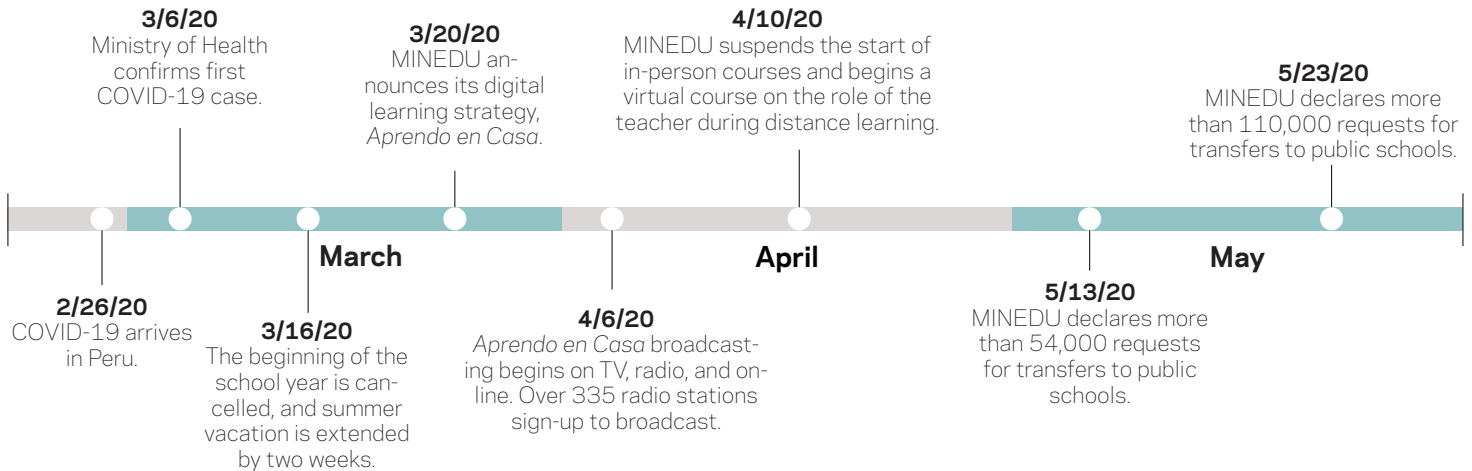 3/6/20
Ministry of Health
confirms first
COVID-19 case.
3/20/20
MINEDU an-
nounces its digital
learning strategy,
Aprendo en Casa.
4/10/20
MINEDU suspends the start of
in-person courses and begins a
virtual course on the role of the
teacher during distance learning.
5/23/20
MINEDU declares more
than 110,000 requests for
transfers to public schools.
March
April
May
2/26/20
COVID-19 arrives
in Peru.
3/16/20
The beginning of the
school year is can-
celled, and summer
vacation is extended
by two weeks.
4/6/20
Aprendo en Casa broadcast-
ing begins on TV, radio, and on-
line. Over 335 radio stations
sign-up to broadcast.
5/13/20
MINEDU declares more
than 54,000 requests
for transfers to public
schools.